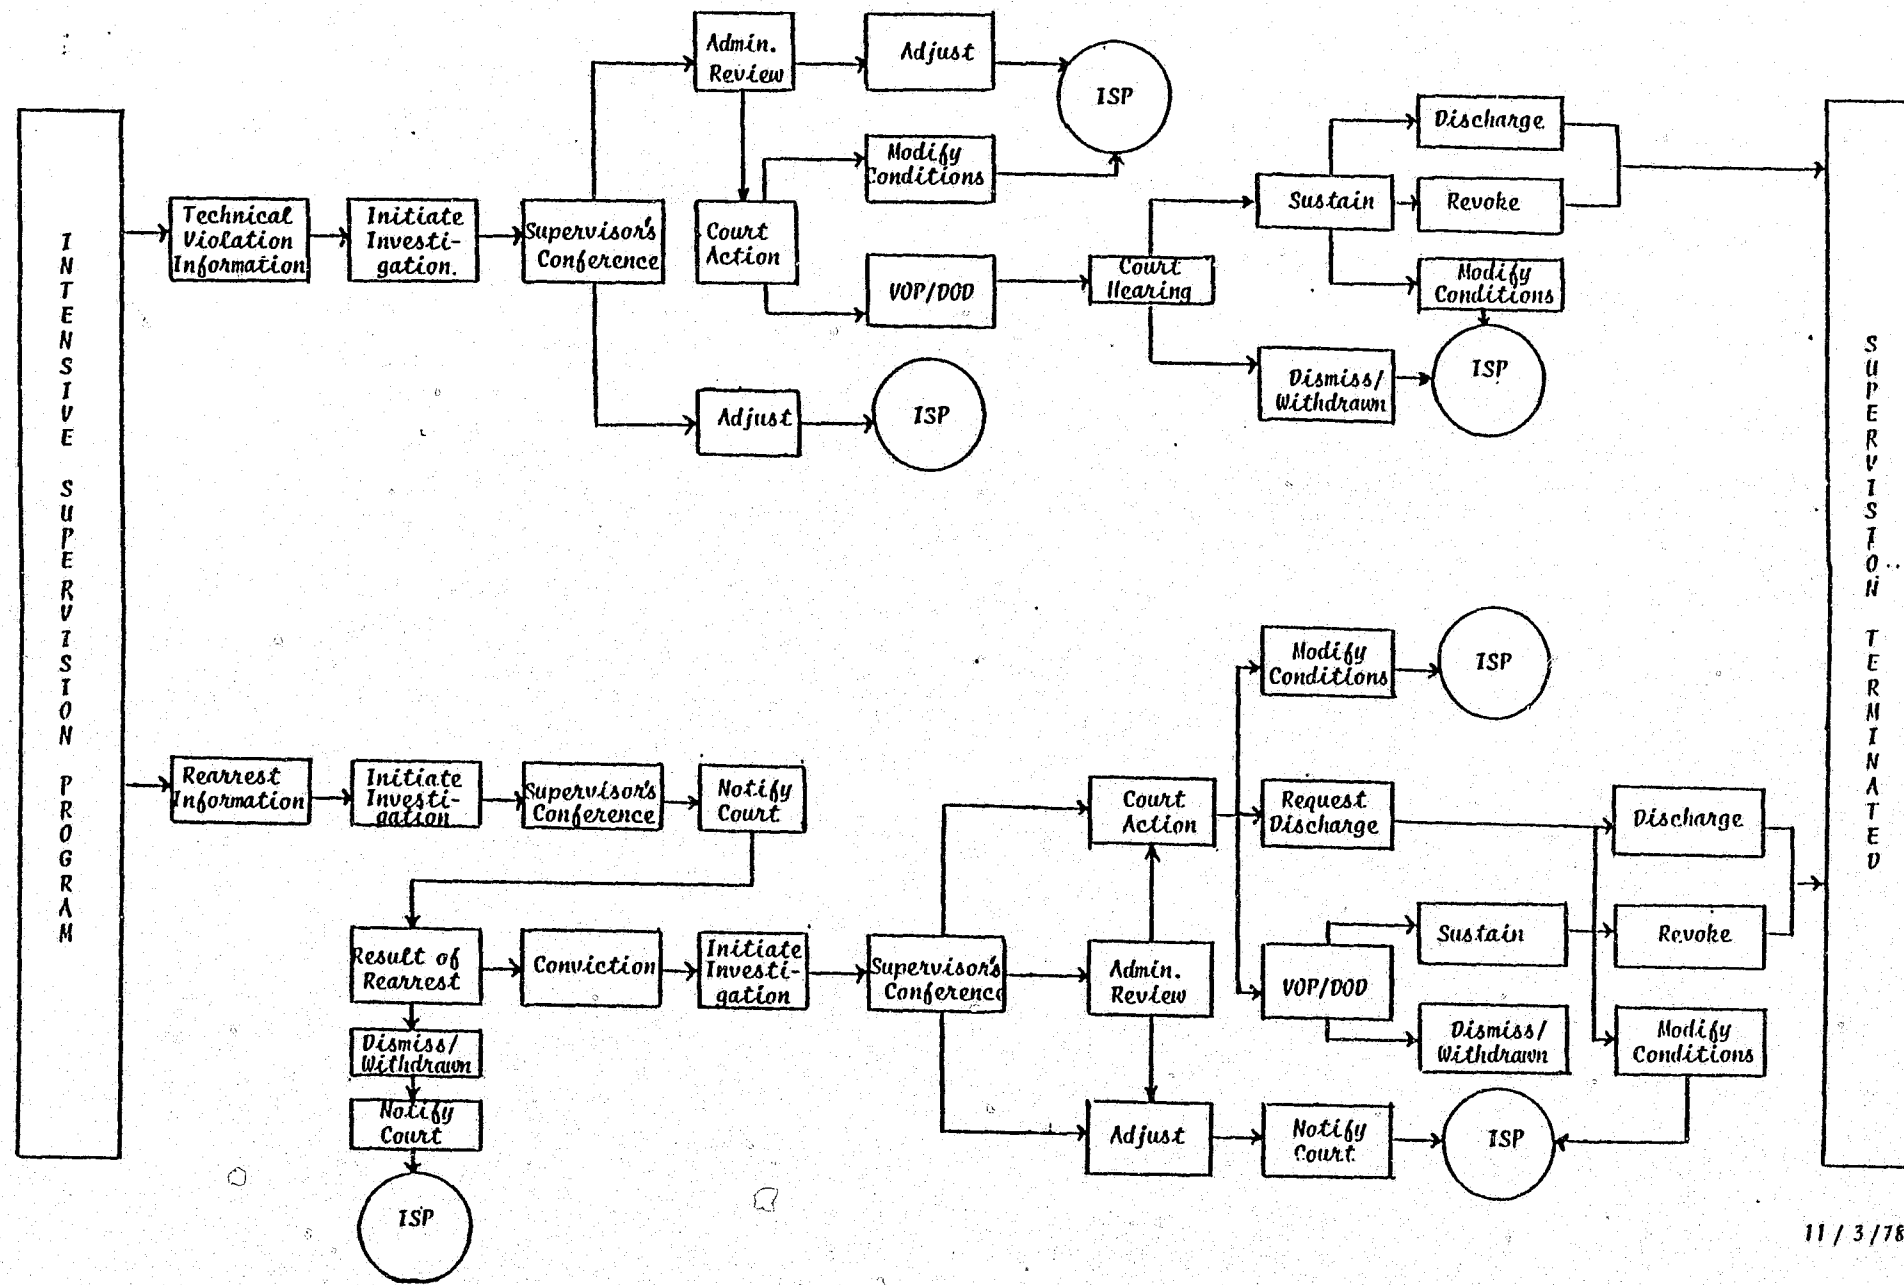 INTENSIVE SUPERVISION PROGRAM
Technical
Violation
Information
Initiate
Investi-
gation.
Supervisor's
Conference
Admin.
Review
Adjust
ISP
Court
Action
Modify
Conditions
VOP/DOD
Adjust
ISP
Court
Hearing
Sustain
Discharge
Revoke
Modify
Conditions
Dismiss/
Withdrawn
ISP
SUPERVISION TERMINATED
Rearrest
Information
Initiate
Investi-
gation
Supervisor's
Conference
Notify
Court
Result of
Rearrest
Conviction
Initiate
Investi-
gation
Supervisor's
Conference
Dismiss/
Withdrawn
Notify
Court
ISP
Court
Action
Admin.
Review
Adjust
Modify
Conditions
ISP
Request
Discharge
VOP/DOD
Sustain
Dismiss/
Withdrawn
Discharge
Revoke
Modify
Conditions
Notify
Court
ISP
11/3/78